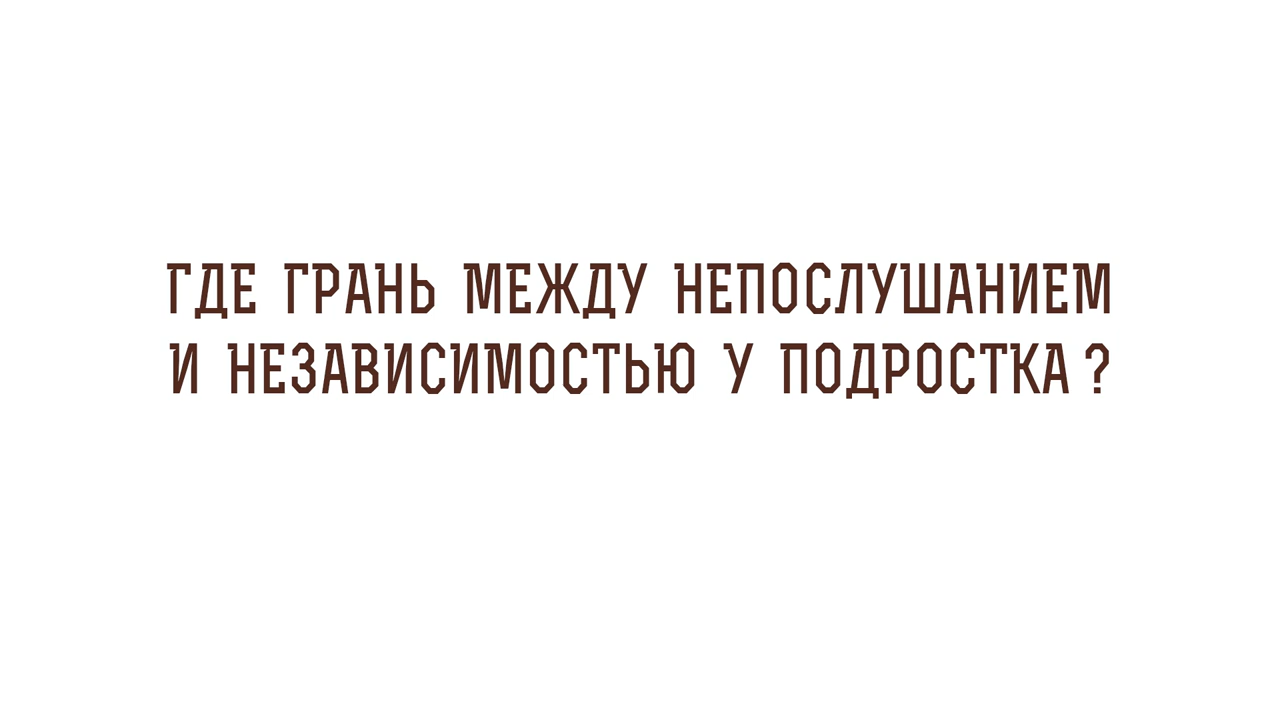 ГДЕ ГРАНЬ МЕЖДУ НЕПОСЛУШАНИЕМ
И НЕЗАВИСИМОСТЬЮ У ПОДРОСТКА ?